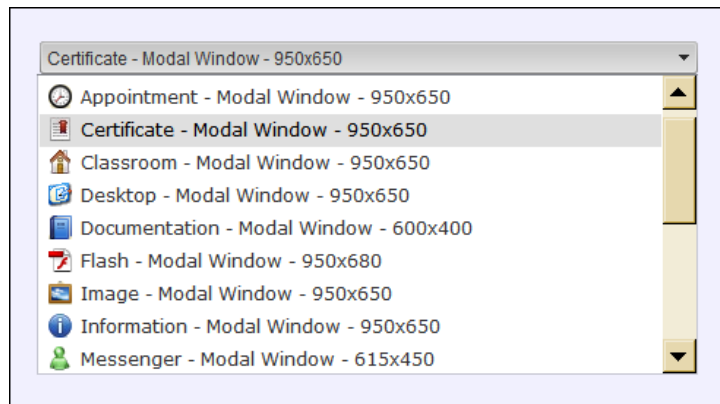 Certificate - Modal Window - 950x650
Appointment - Modal Window - 950x650
Certificate - Modal Window - 950x650
Classroom - Modal Window - 950x650
Desktop - Modal Window - 950x650
Documentation - Modal Window - 600x400
Flash - Modal Window - 950x680
Image - Modal Window - 950x650
Information - Modal Window - 950x650
Messenger - Modal Window - 615x450